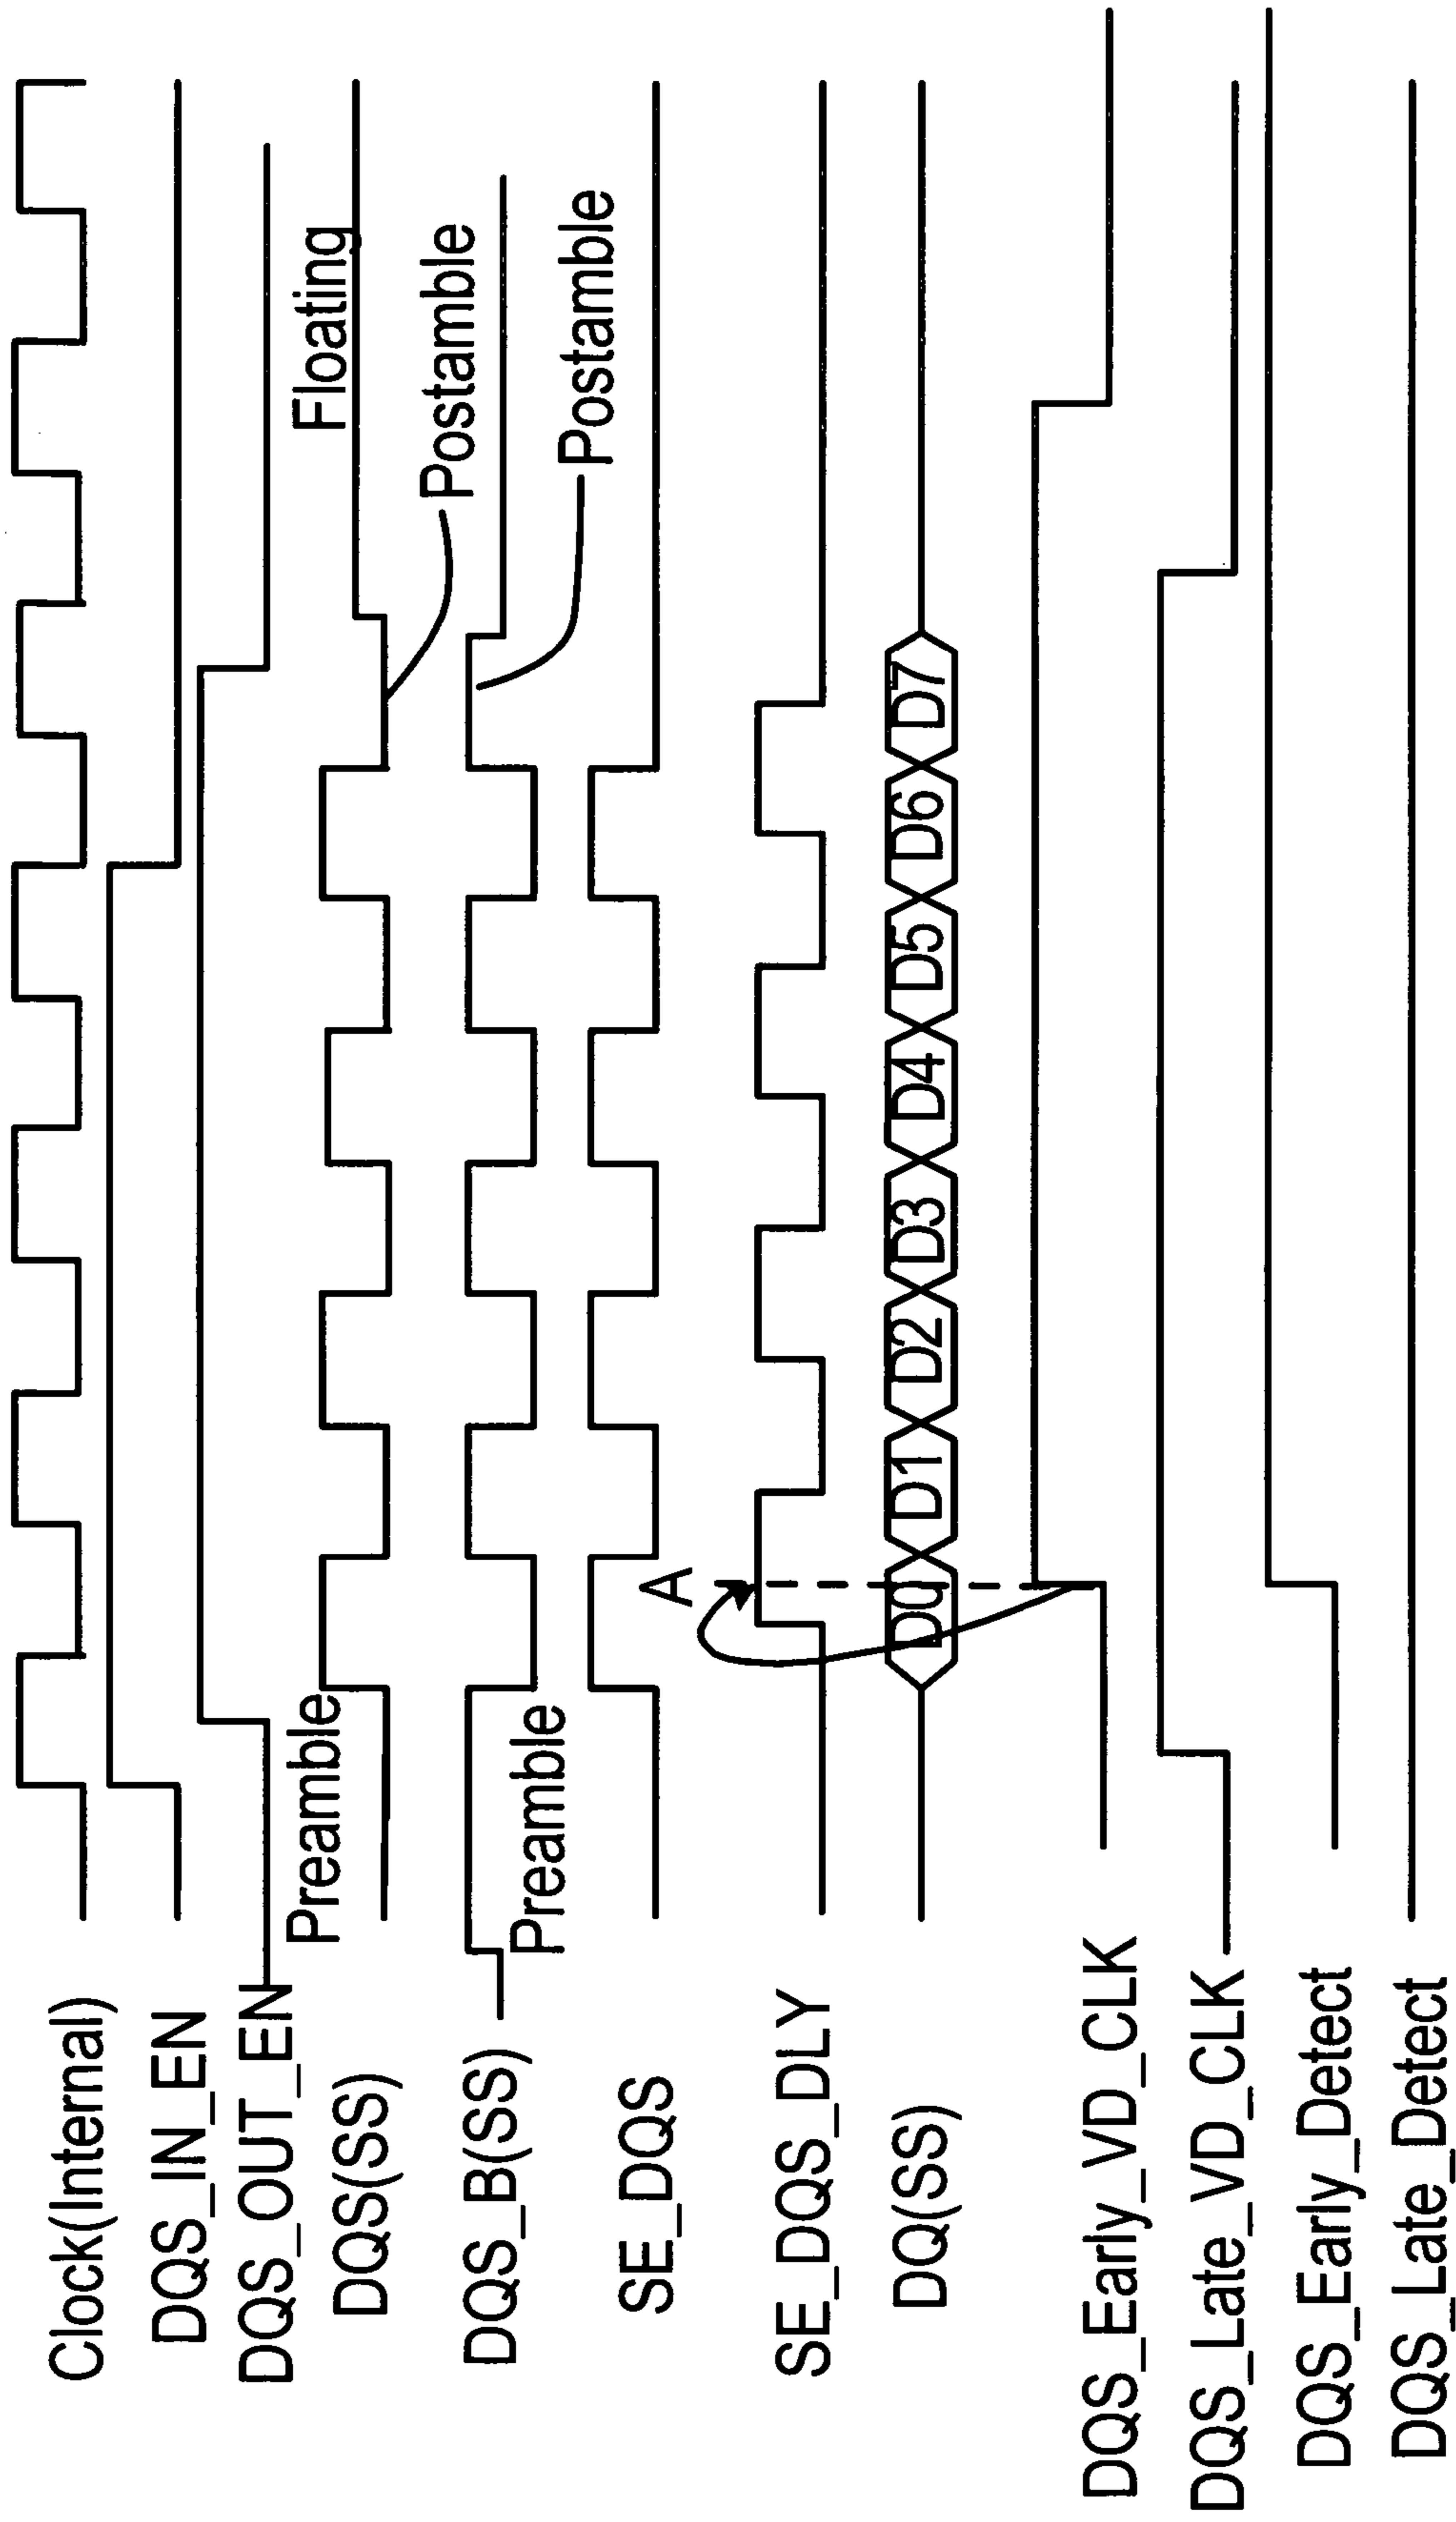 Clock(Internal)
DQS_IN_EN
DQS_OUT_EN
Preamble
Floating
DQS(SS)
Postamble
DQS_B(SS)
Preamble
Postamble
SE_DQS
A
SE_DQS_DLY
DQ(SS)
D0 D1 D2 D3 D4 D5 D6 D7
DQS_Early_VD_CLK
DQS_Late_VD_CLK
DQS_Early_Detect
DQS_Late_Detect